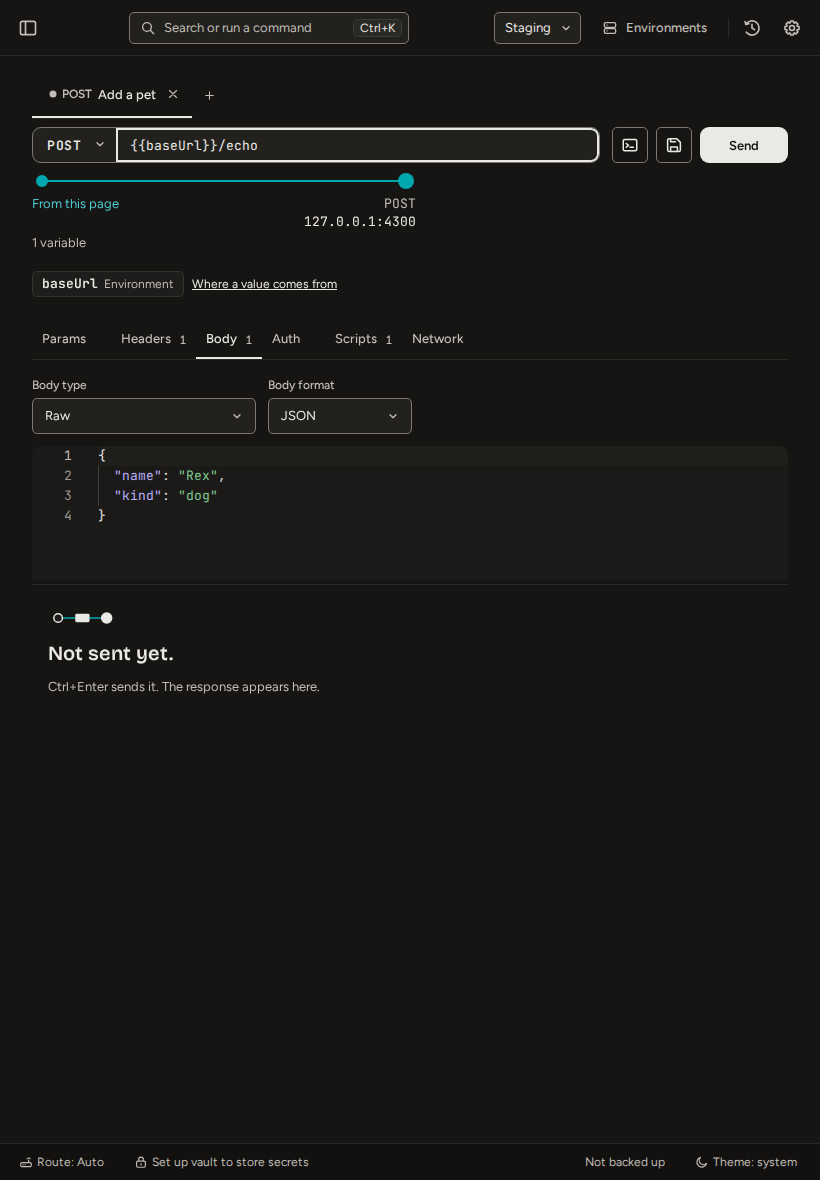 Search or run a command Ctrl+K Staging Environments
POST Add a pet
POST {{baseUrl}}/echo Send
From this page POST
127.0.0.1:4300
1 variable
baseUrl Environment Where a value comes from
Params Headers 1 Body 1 Auth Scripts 1 Network
Body type Body format
Raw JSON
1 {
2 "name": "Rex",
3 "kind": "dog"
4 }
Not sent yet.
Ctrl+Enter sends it. The response appears here.
Route: Auto Set up vault to store secrets Not backed up Theme: system